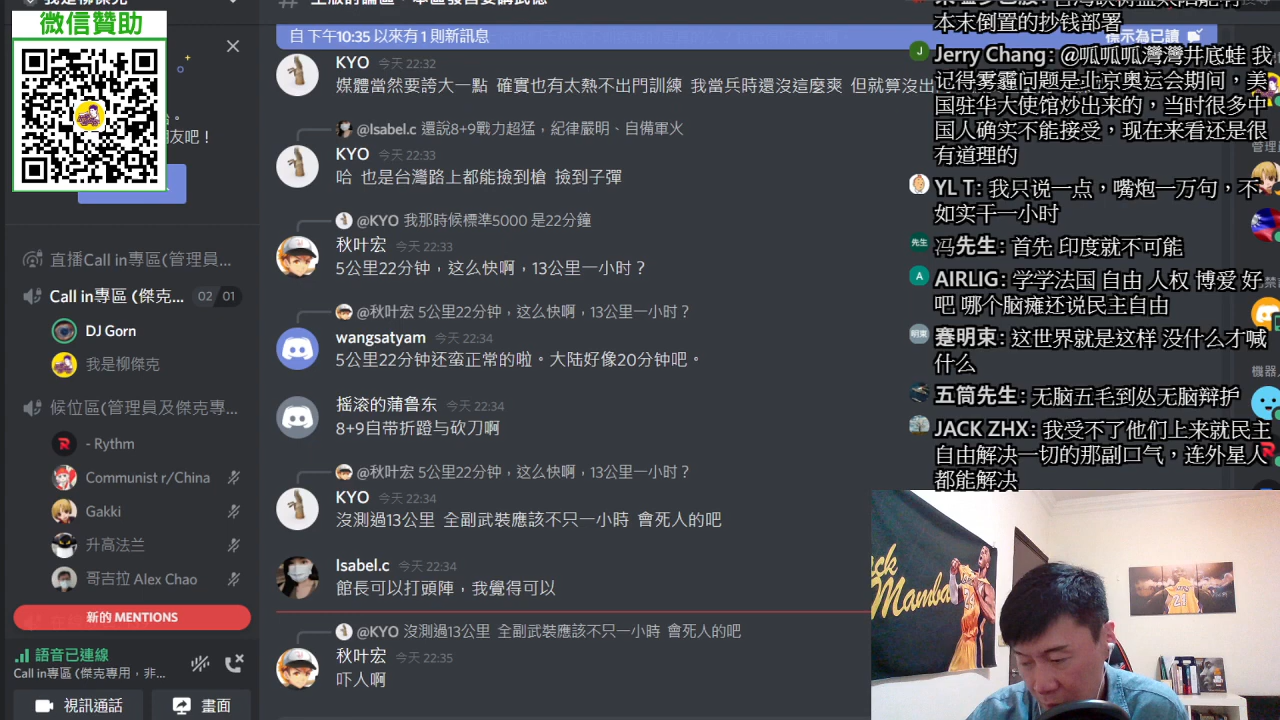 微信贊助
自 下午10:35 以來有 1 則新訊息
標示為已讀
友吧！
直播Call in專區(管理員...
Call in專區 (傑克... 02 01
DJ Gorn
我是柳傑克
候位區(管理員及傑克專...
- Rythm
Communist r/China
Gakki
升高法兰
哥吉拉 Alex Chao
新的 MENTIONS
語音已連線
Call in專區 (傑克專用，非...
視訊通話
畫面
KYO 今天 22:32
媒體當然要誇大一點 確實也有太熱不出門訓練 我當兵時還沒這麼爽 但就算沒出
@Isabel.c 還說8+9戰力超猛，紀律嚴明、自備軍火
KYO 今天 22:33
哈 也是台灣路上都能撿到槍 撿到子彈
@KYO 我那時候標準5000 是22分鐘
秋叶宏 今天 22:33
5公里22分钟，这么快啊，13公里一小时？
@秋叶宏 5公里22分钟，这么快啊，13公里一小时？
wangsatyam 今天 22:34
5公里22分钟还蛮正常的啦。大陆好像20分钟吧。
摇滚的蒲鲁东 今天 22:34
8+9自带折蹬与砍刀啊
@秋叶宏 5公里22分钟，这么快啊，13公里一小时？
KYO 今天 22:34
沒測過13公里 全副武裝應該不只一小時 會死人的吧
Isabel.c 今天 22:34
館長可以打頭陣，我覺得可以
@KYO 沒測過13公里 全副武裝應該不只一小時 會死人的吧
秋叶宏 今天 22:35
吓人啊
本末倒置的抄钱部署
Jerry Chang: @呱呱呱灣灣井底蛙 我
记得雾霾问题是北京奥运会期间，美
国驻华大使馆炒出来的，当时很多中
国人确实不能接受，现在来看还是很
有道理的
YL T: 我只说一点，嘴炮一万句，不
如实干一小时
冯先生: 首先 印度就不可能
AIRLIG: 学学法国 自由 人权 博爱 好
吧 哪个脑瘫还说民主自由
蹇明束: 这世界就是这样 没什么才喊
什么
五筒先生: 无脑五毛到处无脑辩护
JACK ZHX: 我受不了他们上来就民主
自由解决一切的那副口气，连外星人
都能解决
管理員
機器人
Mamba
24